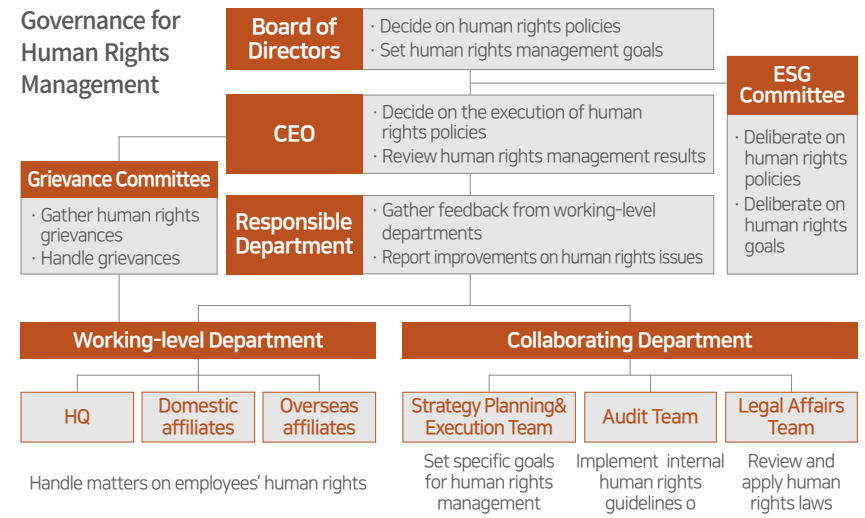 Governance for
Human Rights
Management
Board of
Directors
· Decide on human rights policies
· Set human rights management goals
ESG
Committee
· Deliberate on
human rights
policies
· Deliberate on
human rights
goals
CEO
· Decide on the execution of human
rights policies
· Review human rights management results
Grievance Committee
· Gather human rights
grievances
· Handle grievances
Responsible
Department
· Gather feedback from working-level
departments
· Report improvements on human rights issues
Working-level Department
HQ
Domestic
affiliates
Overseas
affiliates
Handle matters on employees’ human rights
Collaborating Department
Strategy Planning&
Execution Team
Set specific goals
for human rights
management
Audit Team
Implement internal
human rights
guidelines o
Legal Affairs
Team
Review and
apply human
rights laws